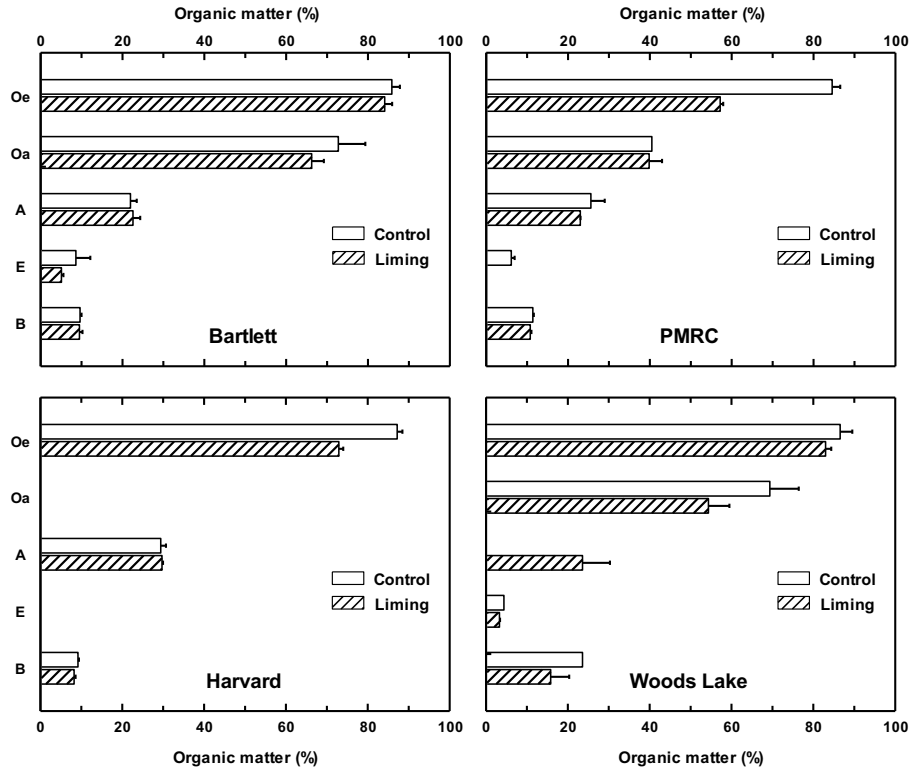 Organic matter (%)
Organic matter (%)
0 20 40 60 80 100
0 20 40 60 80 100
Oe
Oa
A
E
B
Control
Liming
Bartlett
Control
Liming
PMRC
Oe
Oa
A
E
B
Control
Liming
Harvard
Control
Liming
Woods Lake
0 20 40 60 80 100
0 20 40 60 80 100
Organic matter (%)
Organic matter (%)